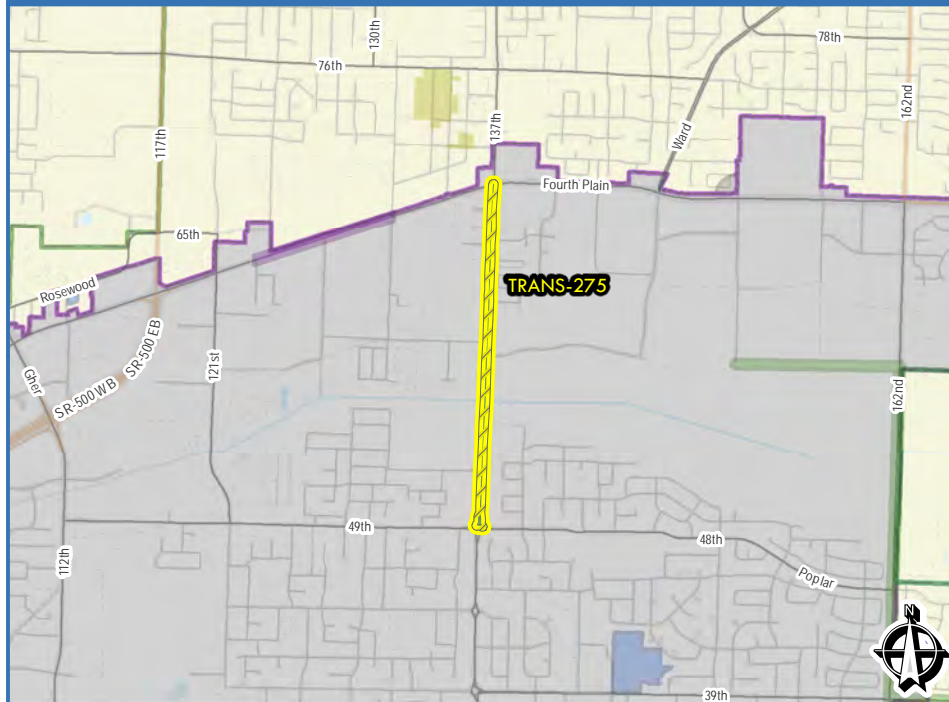 130th
78th
76th
162nd
117th
137th
Ward
Fourth Plain
65th
TRANS-275
Rosewood
SR-500 EB
121st
Gher
SR-500 WB
162nd
49th
48th
112th
Poplar
N
39th